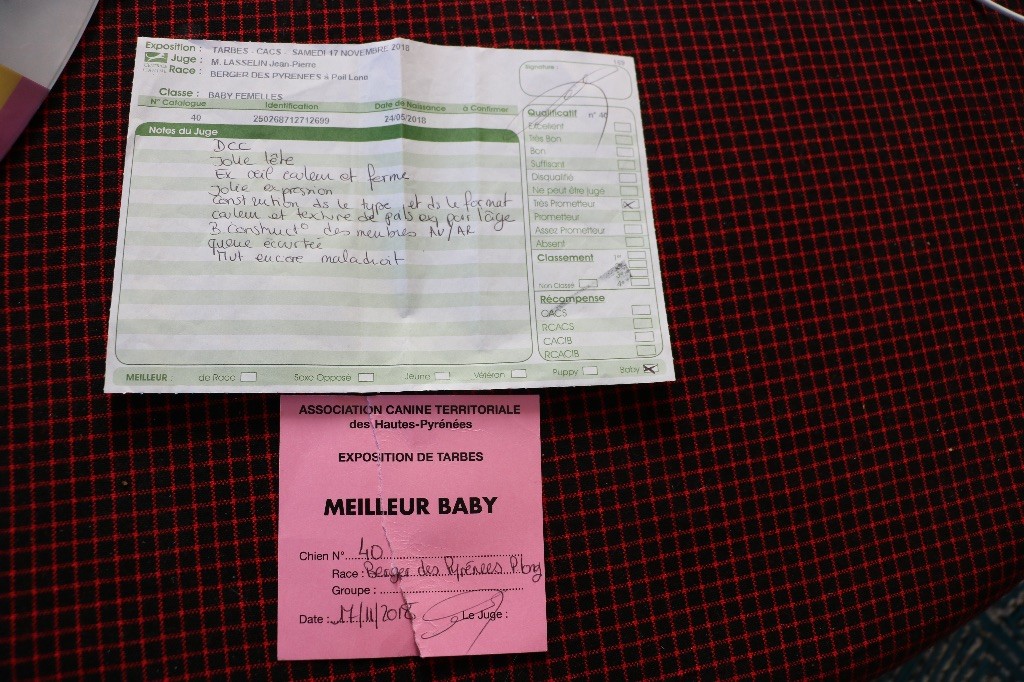 Exposition : TARBES - CACS - SAMEDI 17 NOVEMBRE 2018
Juge : M. LASSELIN Jean-Pierre
Race : BERGER DES PYRENEES à Poil Long
Classe : BABY FEMELLES
N° Catalogue Identification Date de Naissance à Confirmer
40 250268712712699 24/05/2018
Notes du Juge
DCC
Jolie tête
Ex œil couleur et forme
Jolie expression
Construction ds le type et ds le format
couleur et texture de poils ex pour l'âge
B. construct° des membres AV/AR
queue écourtée
Mvt encore maladroit
Signature :
Qualificatif n° 40
Excellent
Très Bon
Bon
Suffisant
Disqualifié
Ne peut être jugé
Très Prometteur
Prometteur
Assez Prometteur
Absent
Classement 1er
Non Classé
Récompense
CACS
RCACS
CACIB
RCACIB
MEILLEUR : de Race Sexe Opposé Jeune Vétéran Puppy Baby
ASSOCIATION CANINE TERRITORIALE
des Hautes-Pyrénées
EXPOSITION DE TARBES
MEILLEUR BABY
Chien N° 40
Race : Berger des Pyrénées P. long
Groupe :
Date : 17/11/2018 Le Juge :